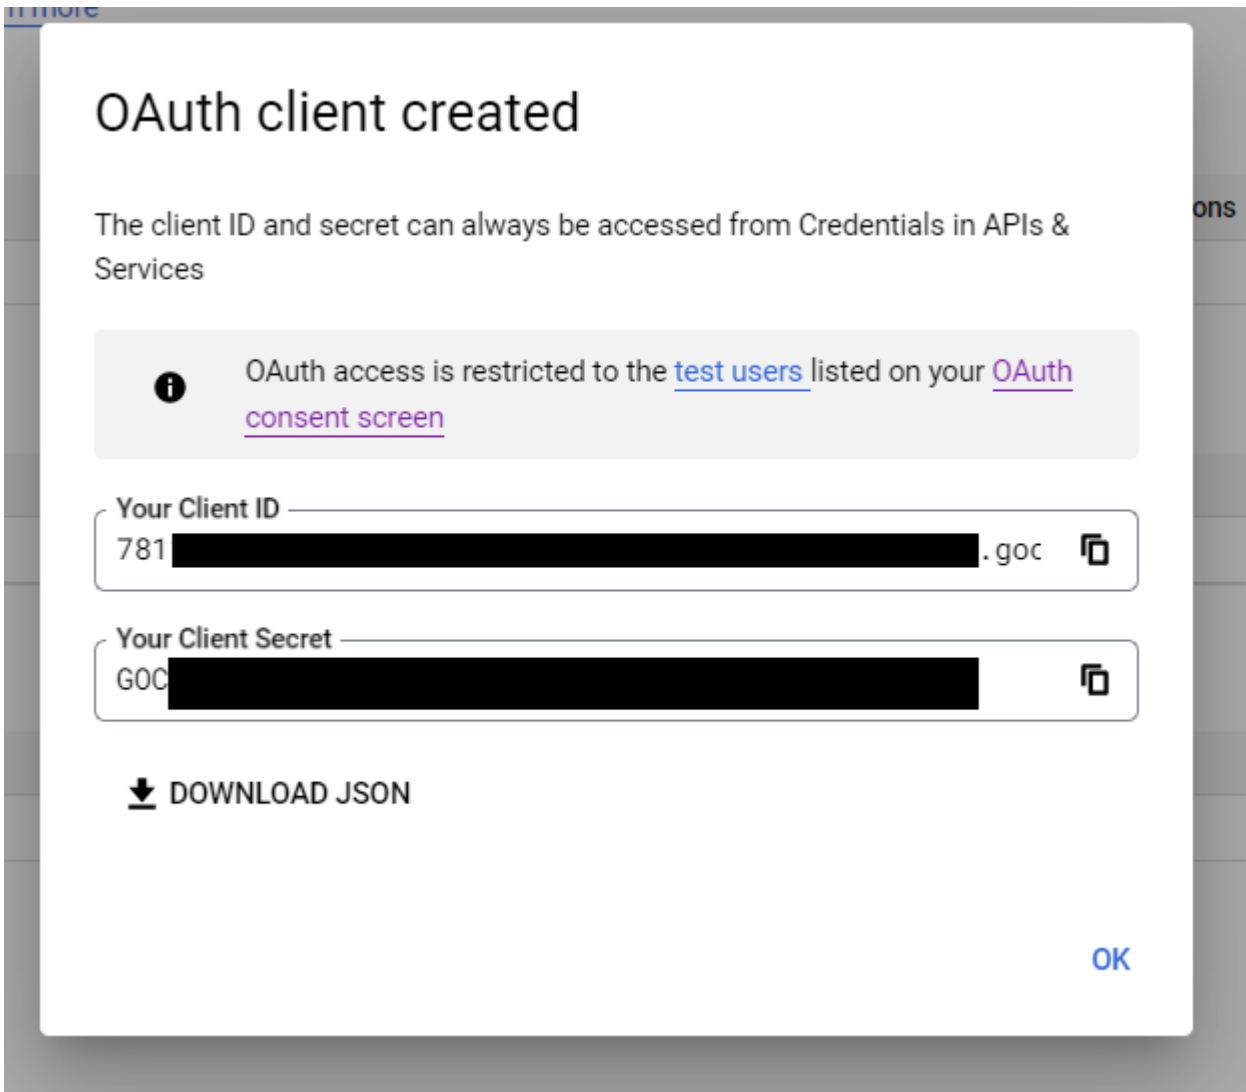 OAuth client created
ons
The client ID and secret can always be accessed from Credentials in APIs &
Services
OAuth access is restricted to the test users listed on your OAuth
consent screen
Your Client ID
781
.goc
Your Client Secret
GOC
DOWNLOAD JSON
OK